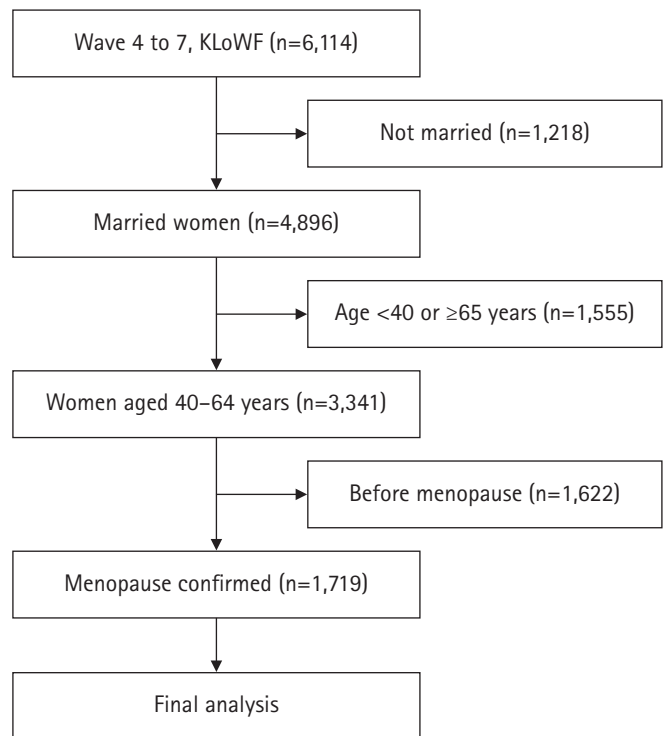 Wave 4 to 7, KLoWF (n=6,114)
Not married (n=1,218)
Married women (n=4,896)
Age <40 or ≥65 years (n=1,555)
Women aged 40–64 years (n=3,341)
Before menopause (n=1,622)
Menopause confirmed (n=1,719)
Final analysis